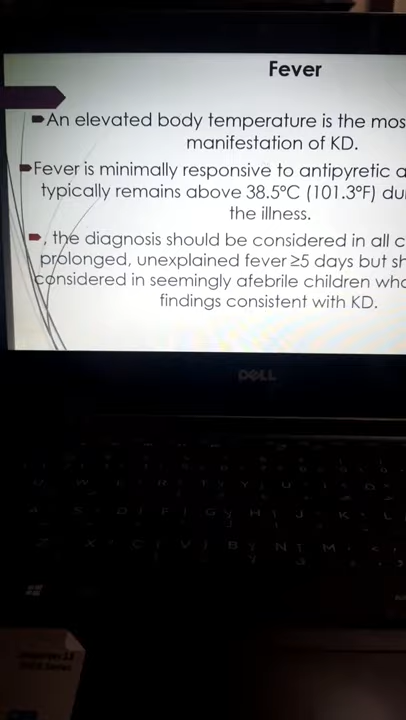 Fever
An elevated body temperature is the mos
manifestation of KD.
Fever is minimally responsive to antipyretic a
typically remains above 38.5°C (101.3°F) du
the illness.
, the diagnosis should be considered in all c
prolonged, unexplained fever ≥5 days but sh
considered in seemingly afebrile children who
findings consistent with KD.
DELL
W E R T Y U I O
S D F G H J K L
Z X C V B N M